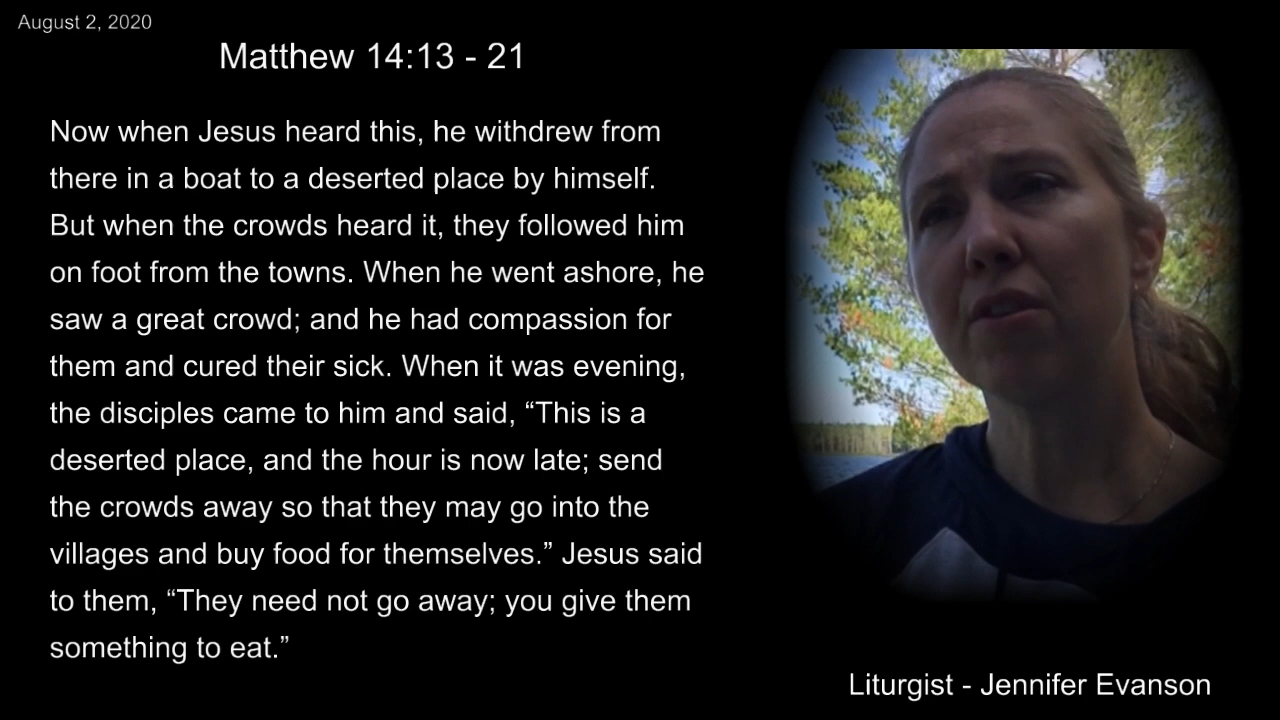 August 2, 2020
Matthew 14:13 - 21
Now when Jesus heard this, he withdrew from
there in a boat to a deserted place by himself.
But when the crowds heard it, they followed him
on foot from the towns. When he went ashore, he
saw a great crowd; and he had compassion for
them and cured their sick. When it was evening,
the disciples came to him and said, “This is a
deserted place, and the hour is now late; send
the crowds away so that they may go into the
villages and buy food for themselves.” Jesus said
to them, “They need not go away; you give them
something to eat.”
Liturgist - Jennifer Evanson